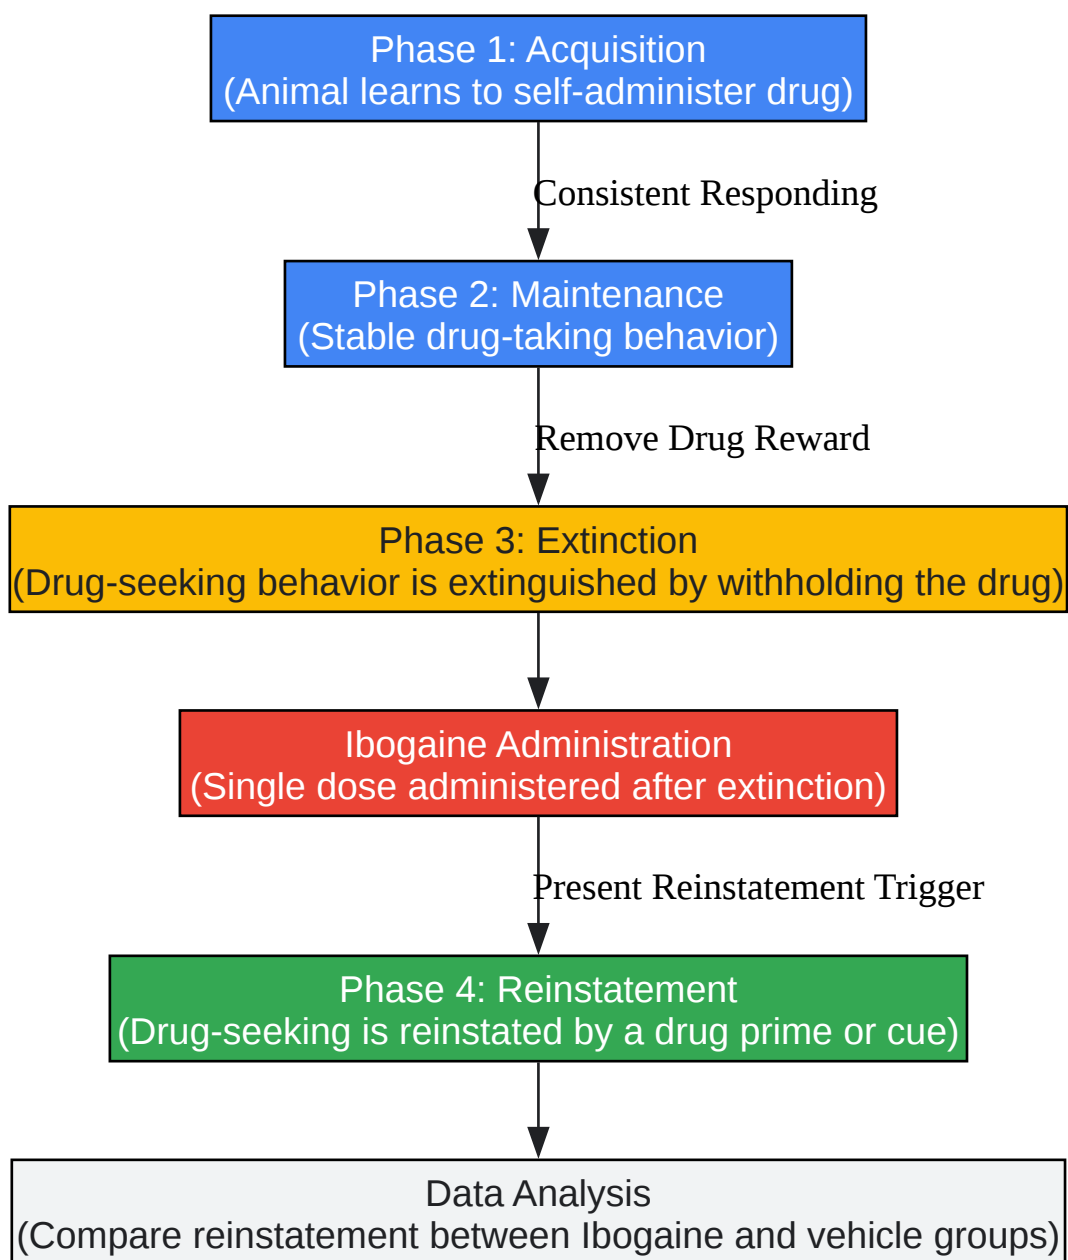 Phase 1: Acquisition
(Animal learns to self-administer drug)
Consistent Responding
Phase 2: Maintenance
(Stable drug-taking behavior)
Remove Drug Reward
Phase 3: Extinction
(Drug-seeking behavior is extinguished by withholding the drug)
Ibogaine Administration
(Single dose administered after extinction)
Present Reinstatement Trigger
Phase 4: Reinstatement
(Drug-seeking is reinstated by a drug prime or cue)
Data Analysis
(Compare reinstatement between Ibogaine and vehicle groups)